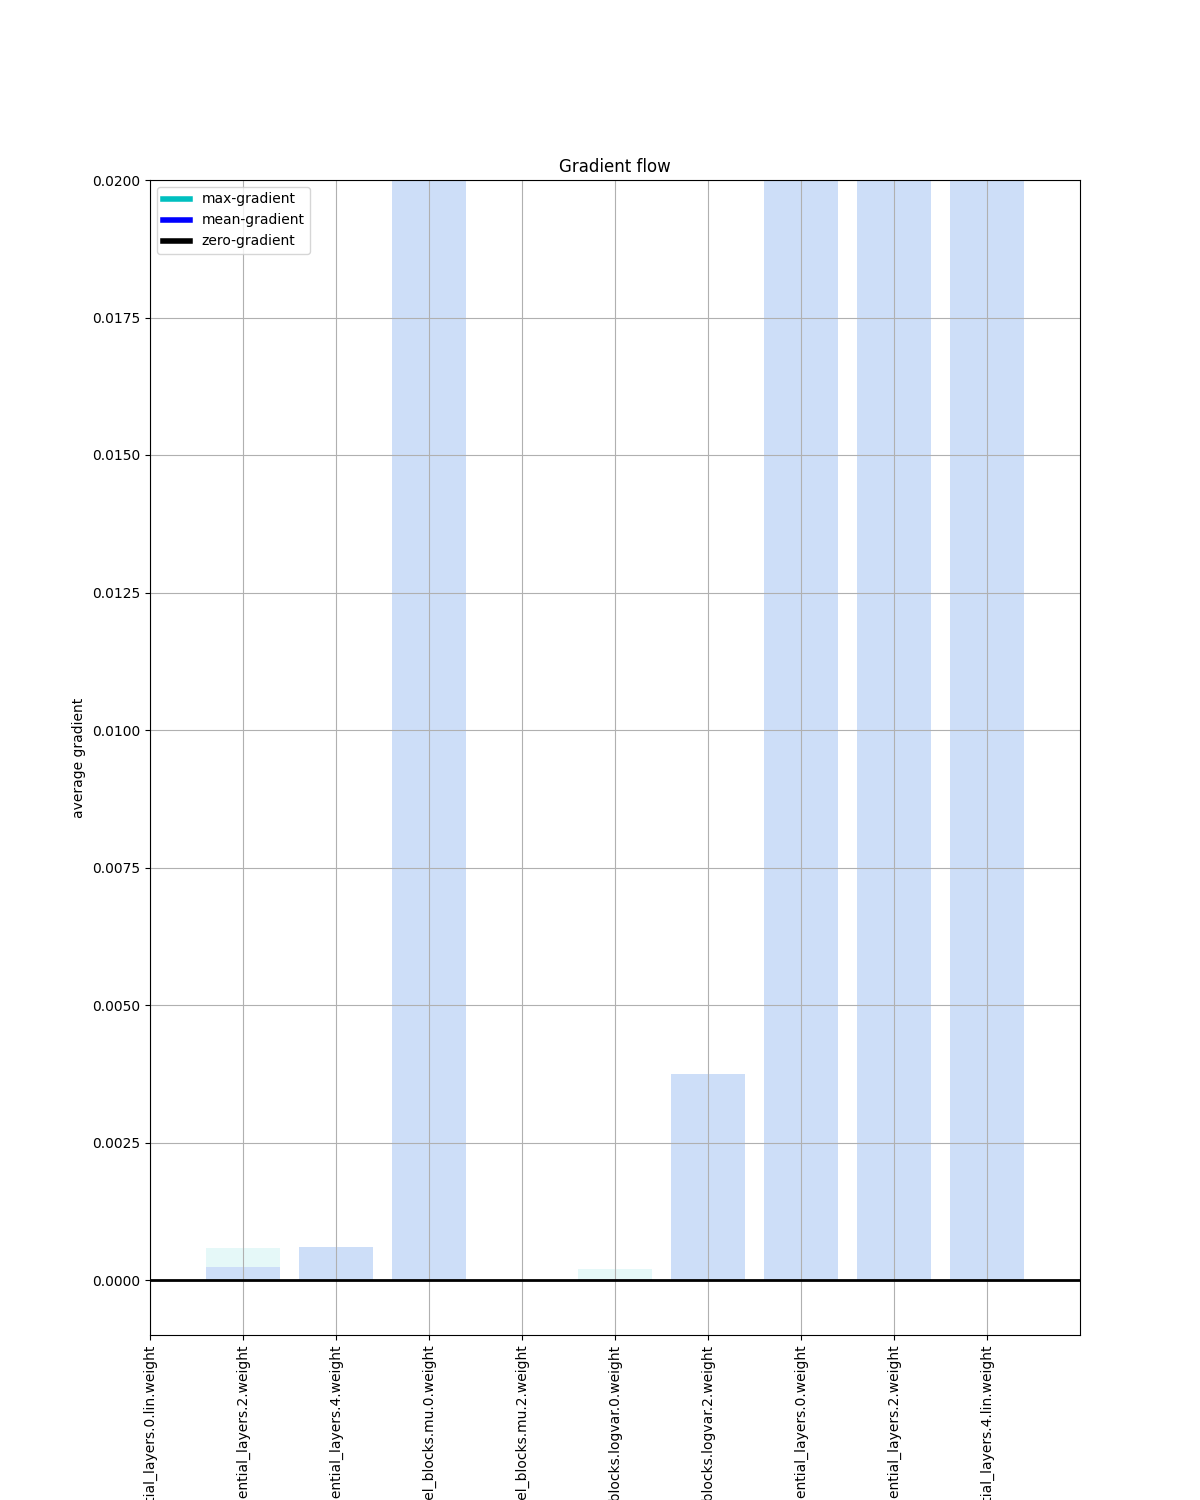 Gradient flow
max-gradient
mean-gradient
zero-gradient
0.0200
0.0175
0.0150
0.0125
0.0100
0.0075
0.0050
0.0025
0.0000
average gradient
tial_layers.0.lin.weight
ential_layers.2.weight
ential_layers.4.weight
el_blocks.mu.0.weight
el_blocks.mu.2.weight
blocks.logvar.0.weight
blocks.logvar.2.weight
ential_layers.0.weight
ential_layers.2.weight
tial_layers.4.lin.weight